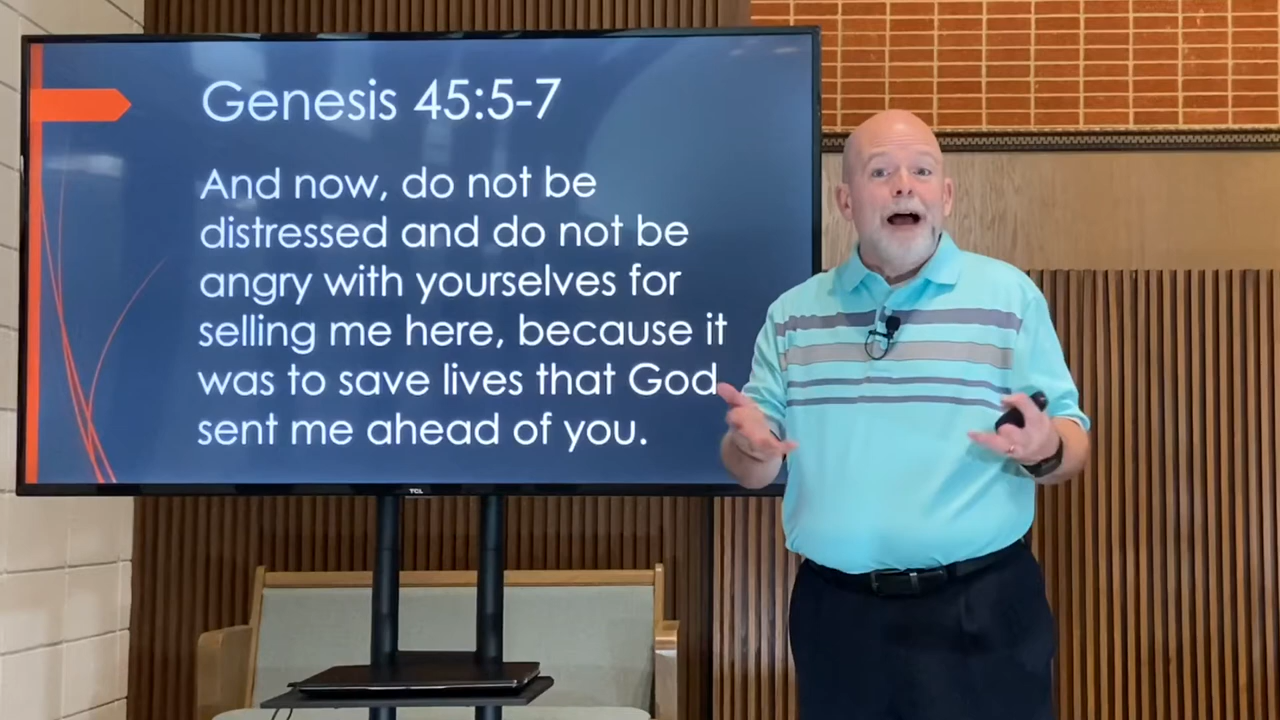 Genesis 45:5-7
And now, do not be
distressed and do not be
angry with yourselves for
selling me here, because it
was to save lives that God
sent me ahead of you.
TCL